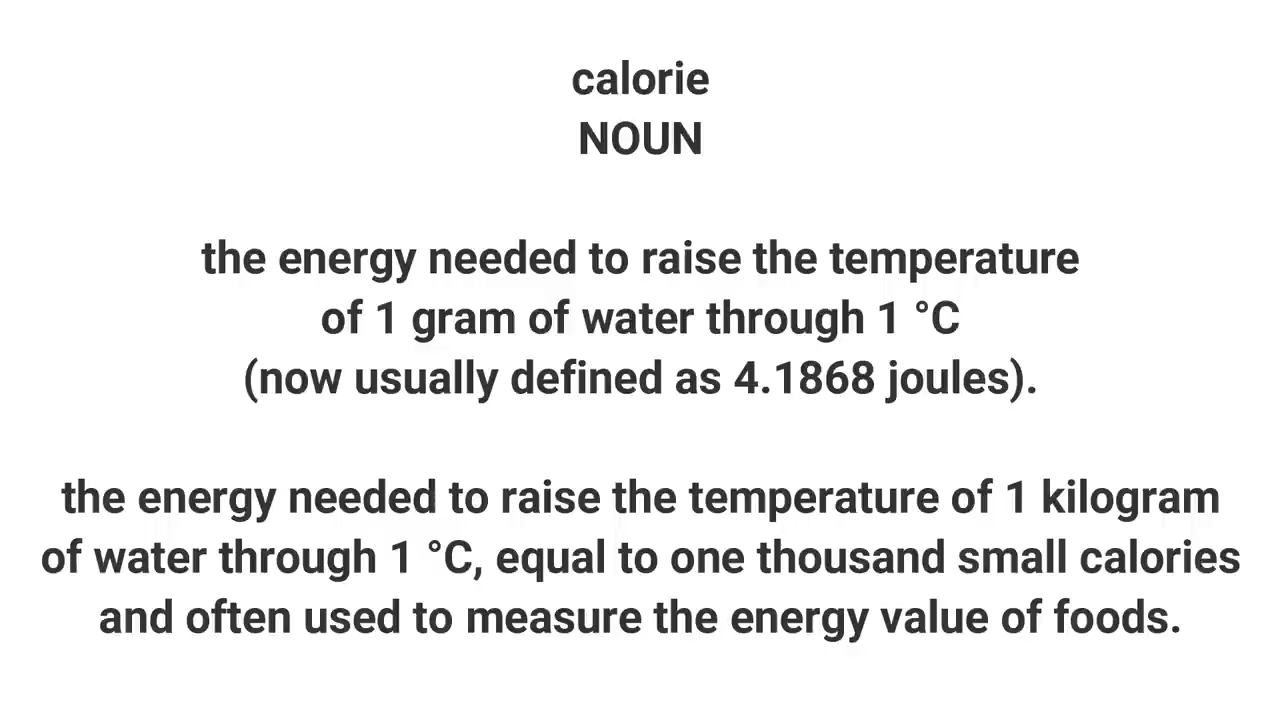 calorie
NOUN
the energy needed to raise the temperature
of 1 gram of water through 1 °C
(now usually defined as 4.1868 joules).
the energy needed to raise the temperature of 1 kilogram
of water through 1 °C, equal to one thousand small calories
and often used to measure the energy value of foods.